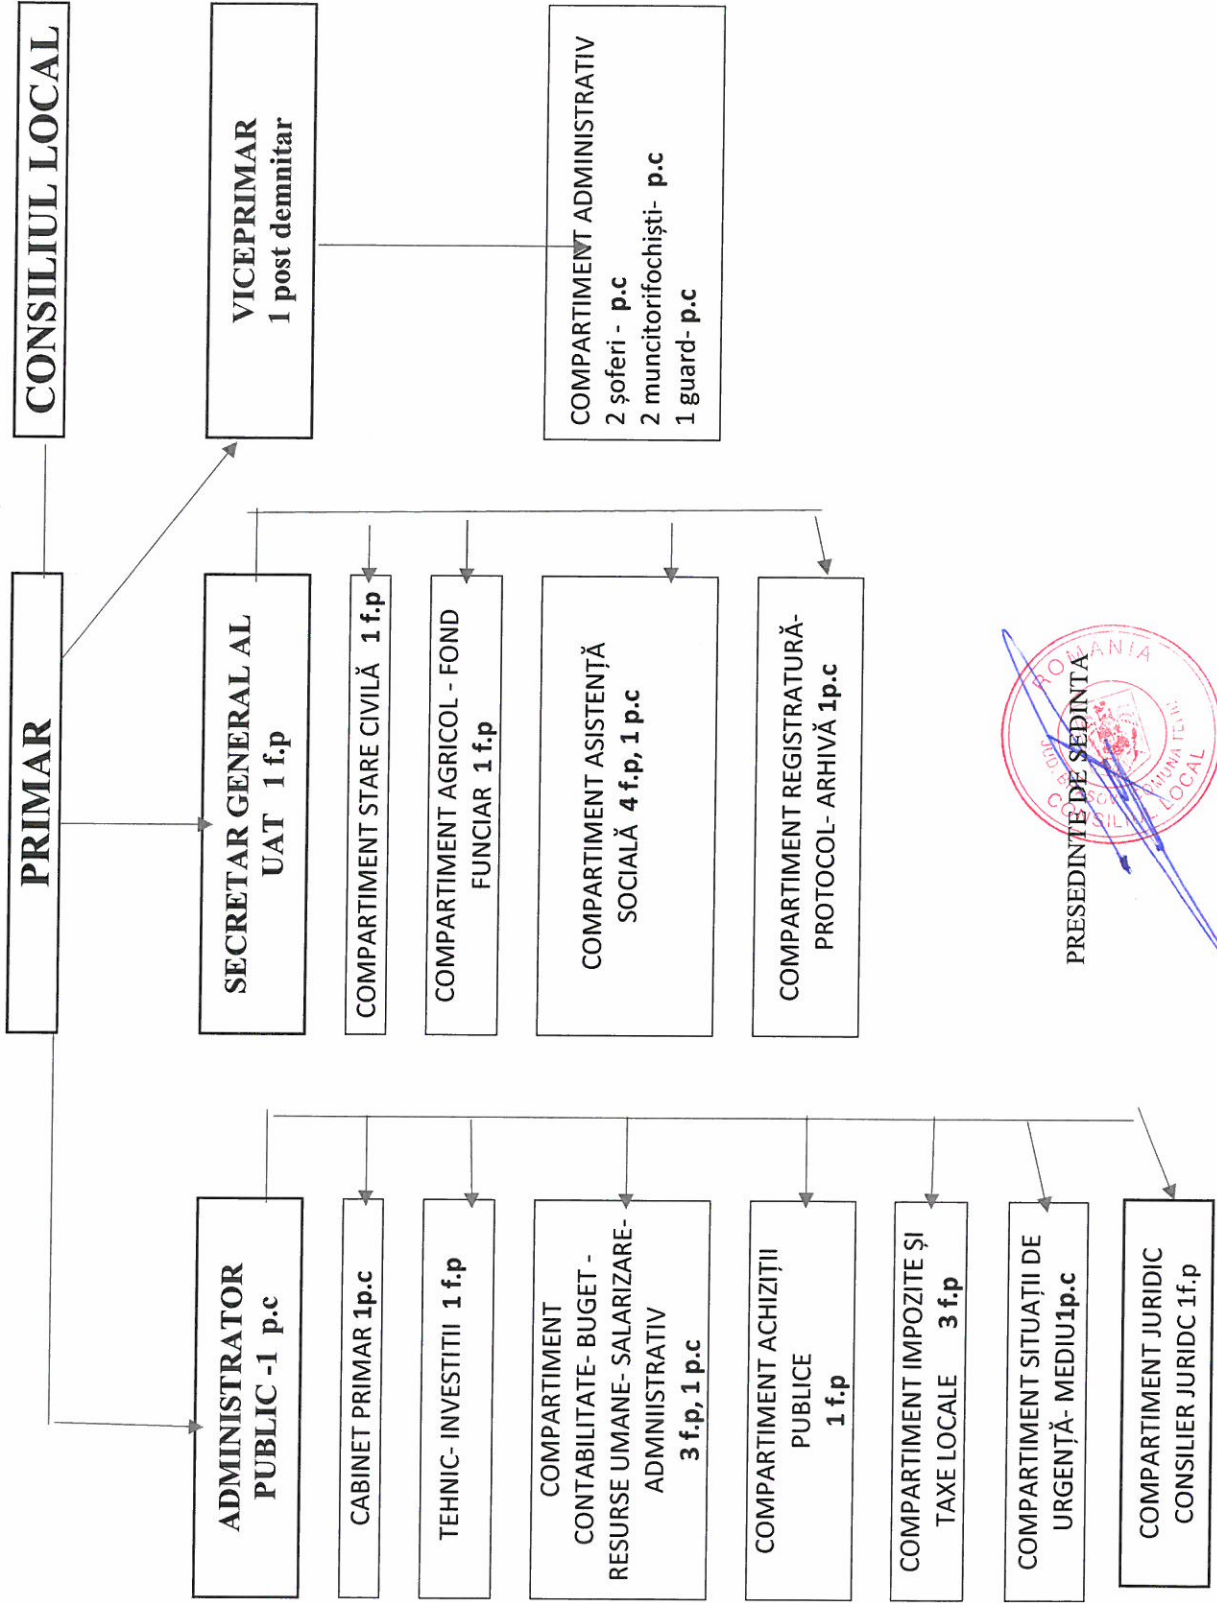 PRIMAR
CONSILIUL LOCAL
ADMINISTRATOR
PUBLIC -1 p.c
SECRETAR GENERAL AL
UAT 1 f.p
VICEPRIMAR
1 post demnitar
CABINET PRIMAR 1p.c
TEHNIC- INVESTITII 1 f.p
COMPARTIMENT
CONTABILITATE- BUGET -
RESURSE UMANE- SALARIZARE-
ADMNIISTRATIV
3 f.p, 1 p.c
COMPARTIMENT ACHIZIȚII
PUBLICE
1 f.p
COMPARTIMENT IMPOZITE ȘI
TAXE LOCALE 3 f.p
COMPARTIMENT SITUAȚII DE
URGENȚĂ- MEDIU1p.c
COMPARTIMENT JURIDIC
CONSILIER JURIDC 1f.p
COMPARTIMENT STARE CIVILĂ 1 f.p
COMPARTIMENT AGRICOL - FOND
FUNCIAR 1 f.p
COMPARTIMENT ASISTENȚĂ
SOCIALĂ 4 f.p, 1 p.c
COMPARTIMENT REGISTRATURĂ-
PROTOCOL- ARHIVĂ 1p.c
COMPARTIMENT ADMINISTRATIV
2 șoferi - p.c
2 muncitorifochiști- p.c
1 guard- p.c
PRESEDINTE DE SEDINTA
ROMANIA
CONSILIUL LOCAL